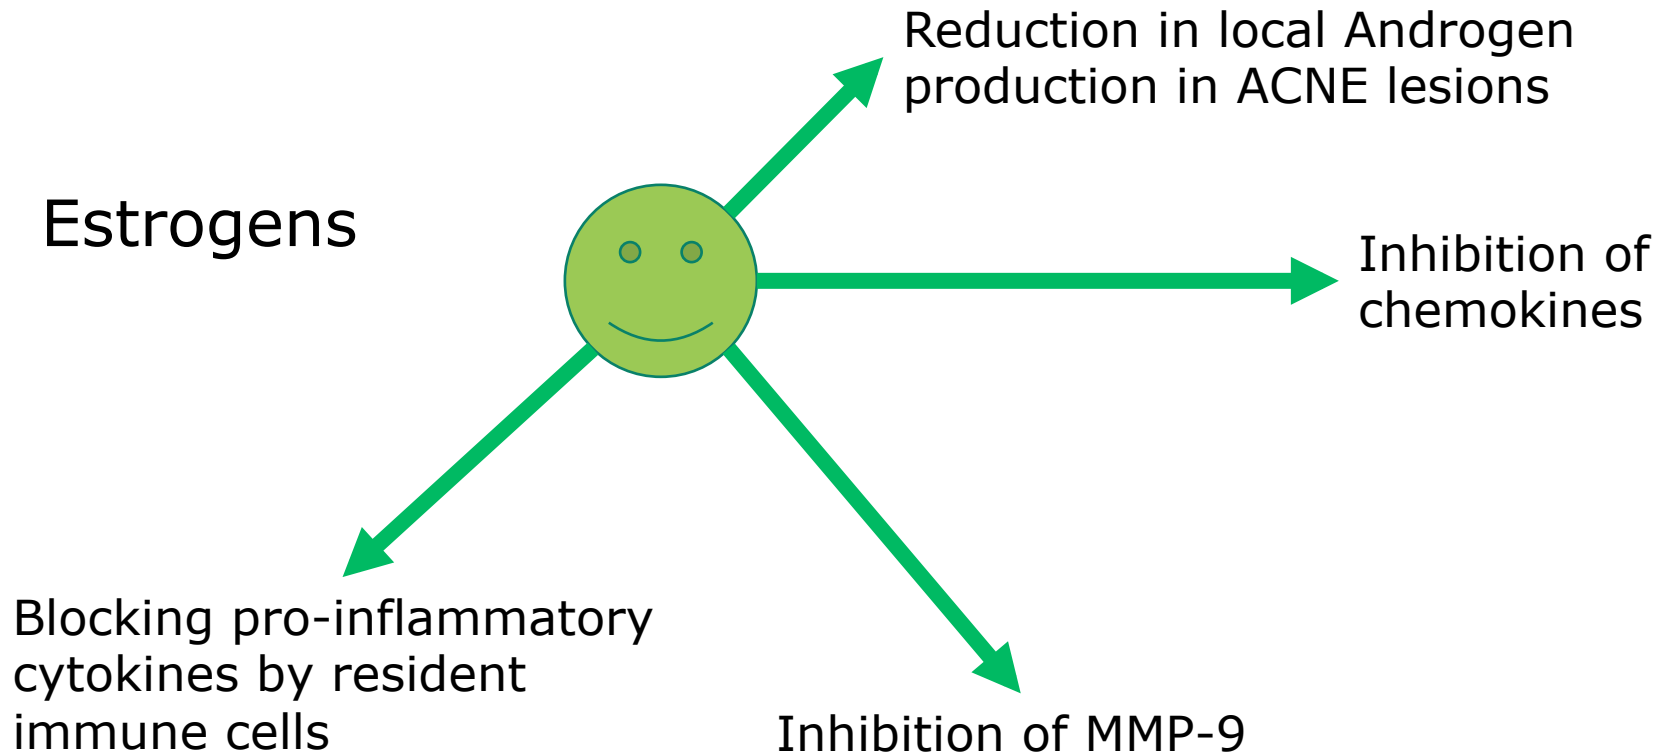 Reduction in local Androgen
production in ACNE lesions
Estrogens
Inhibition of
chemokines
Blocking pro-inflammatory
cytokines by resident
immune cells
Inhibition of MMP-9